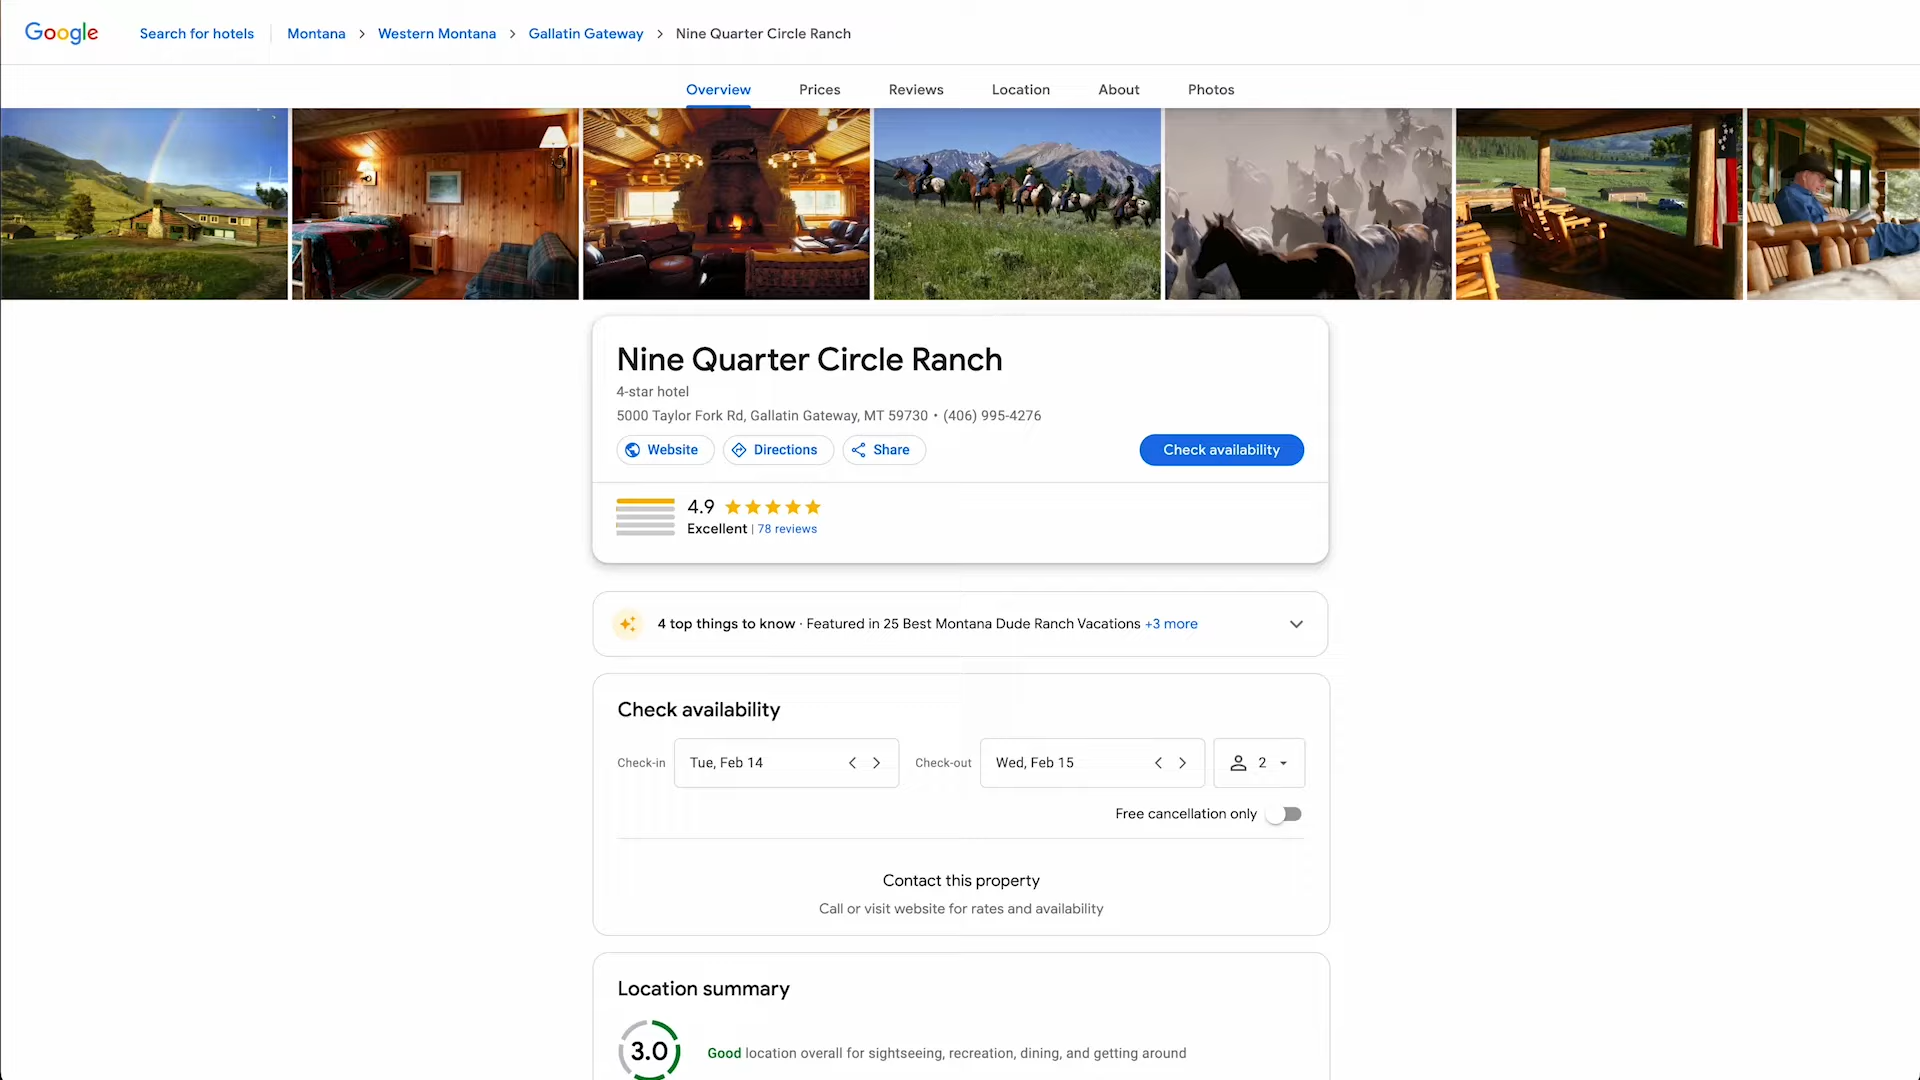 Google Search for hotels Montana Western Montana Gallatin Gateway Nine Quarter Circle Ranch
Overview Prices Reviews Location About Photos
Nine Quarter Circle Ranch
4-star hotel
5000 Taylor Fork Rd, Gallatin Gateway, MT 59730 • (406) 995-4276
Website Directions Share Check availability
4.9
Excellent | 78 reviews
4 top things to know · Featured in 25 Best Montana Dude Ranch Vacations +3 more
Check availability
Check-in Tue, Feb 14 Check-out Wed, Feb 15 2
Free cancellation only
Contact this property
Call or visit website for rates and availability
Location summary
3.0 Good location overall for sightseeing, recreation, dining, and getting around